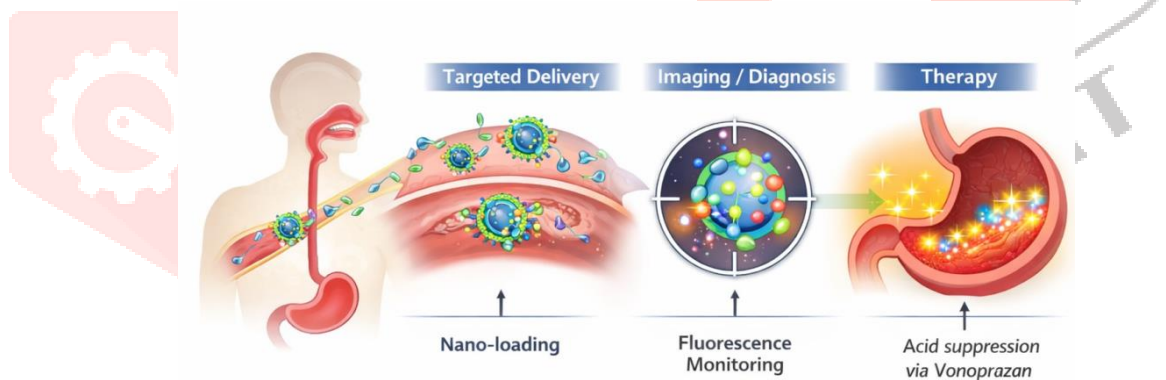 Targeted Delivery
Imaging / Diagnosis
Therapy
Nano-loading
Fluorescence
Monitoring
Acid suppression
via Vonoprazan